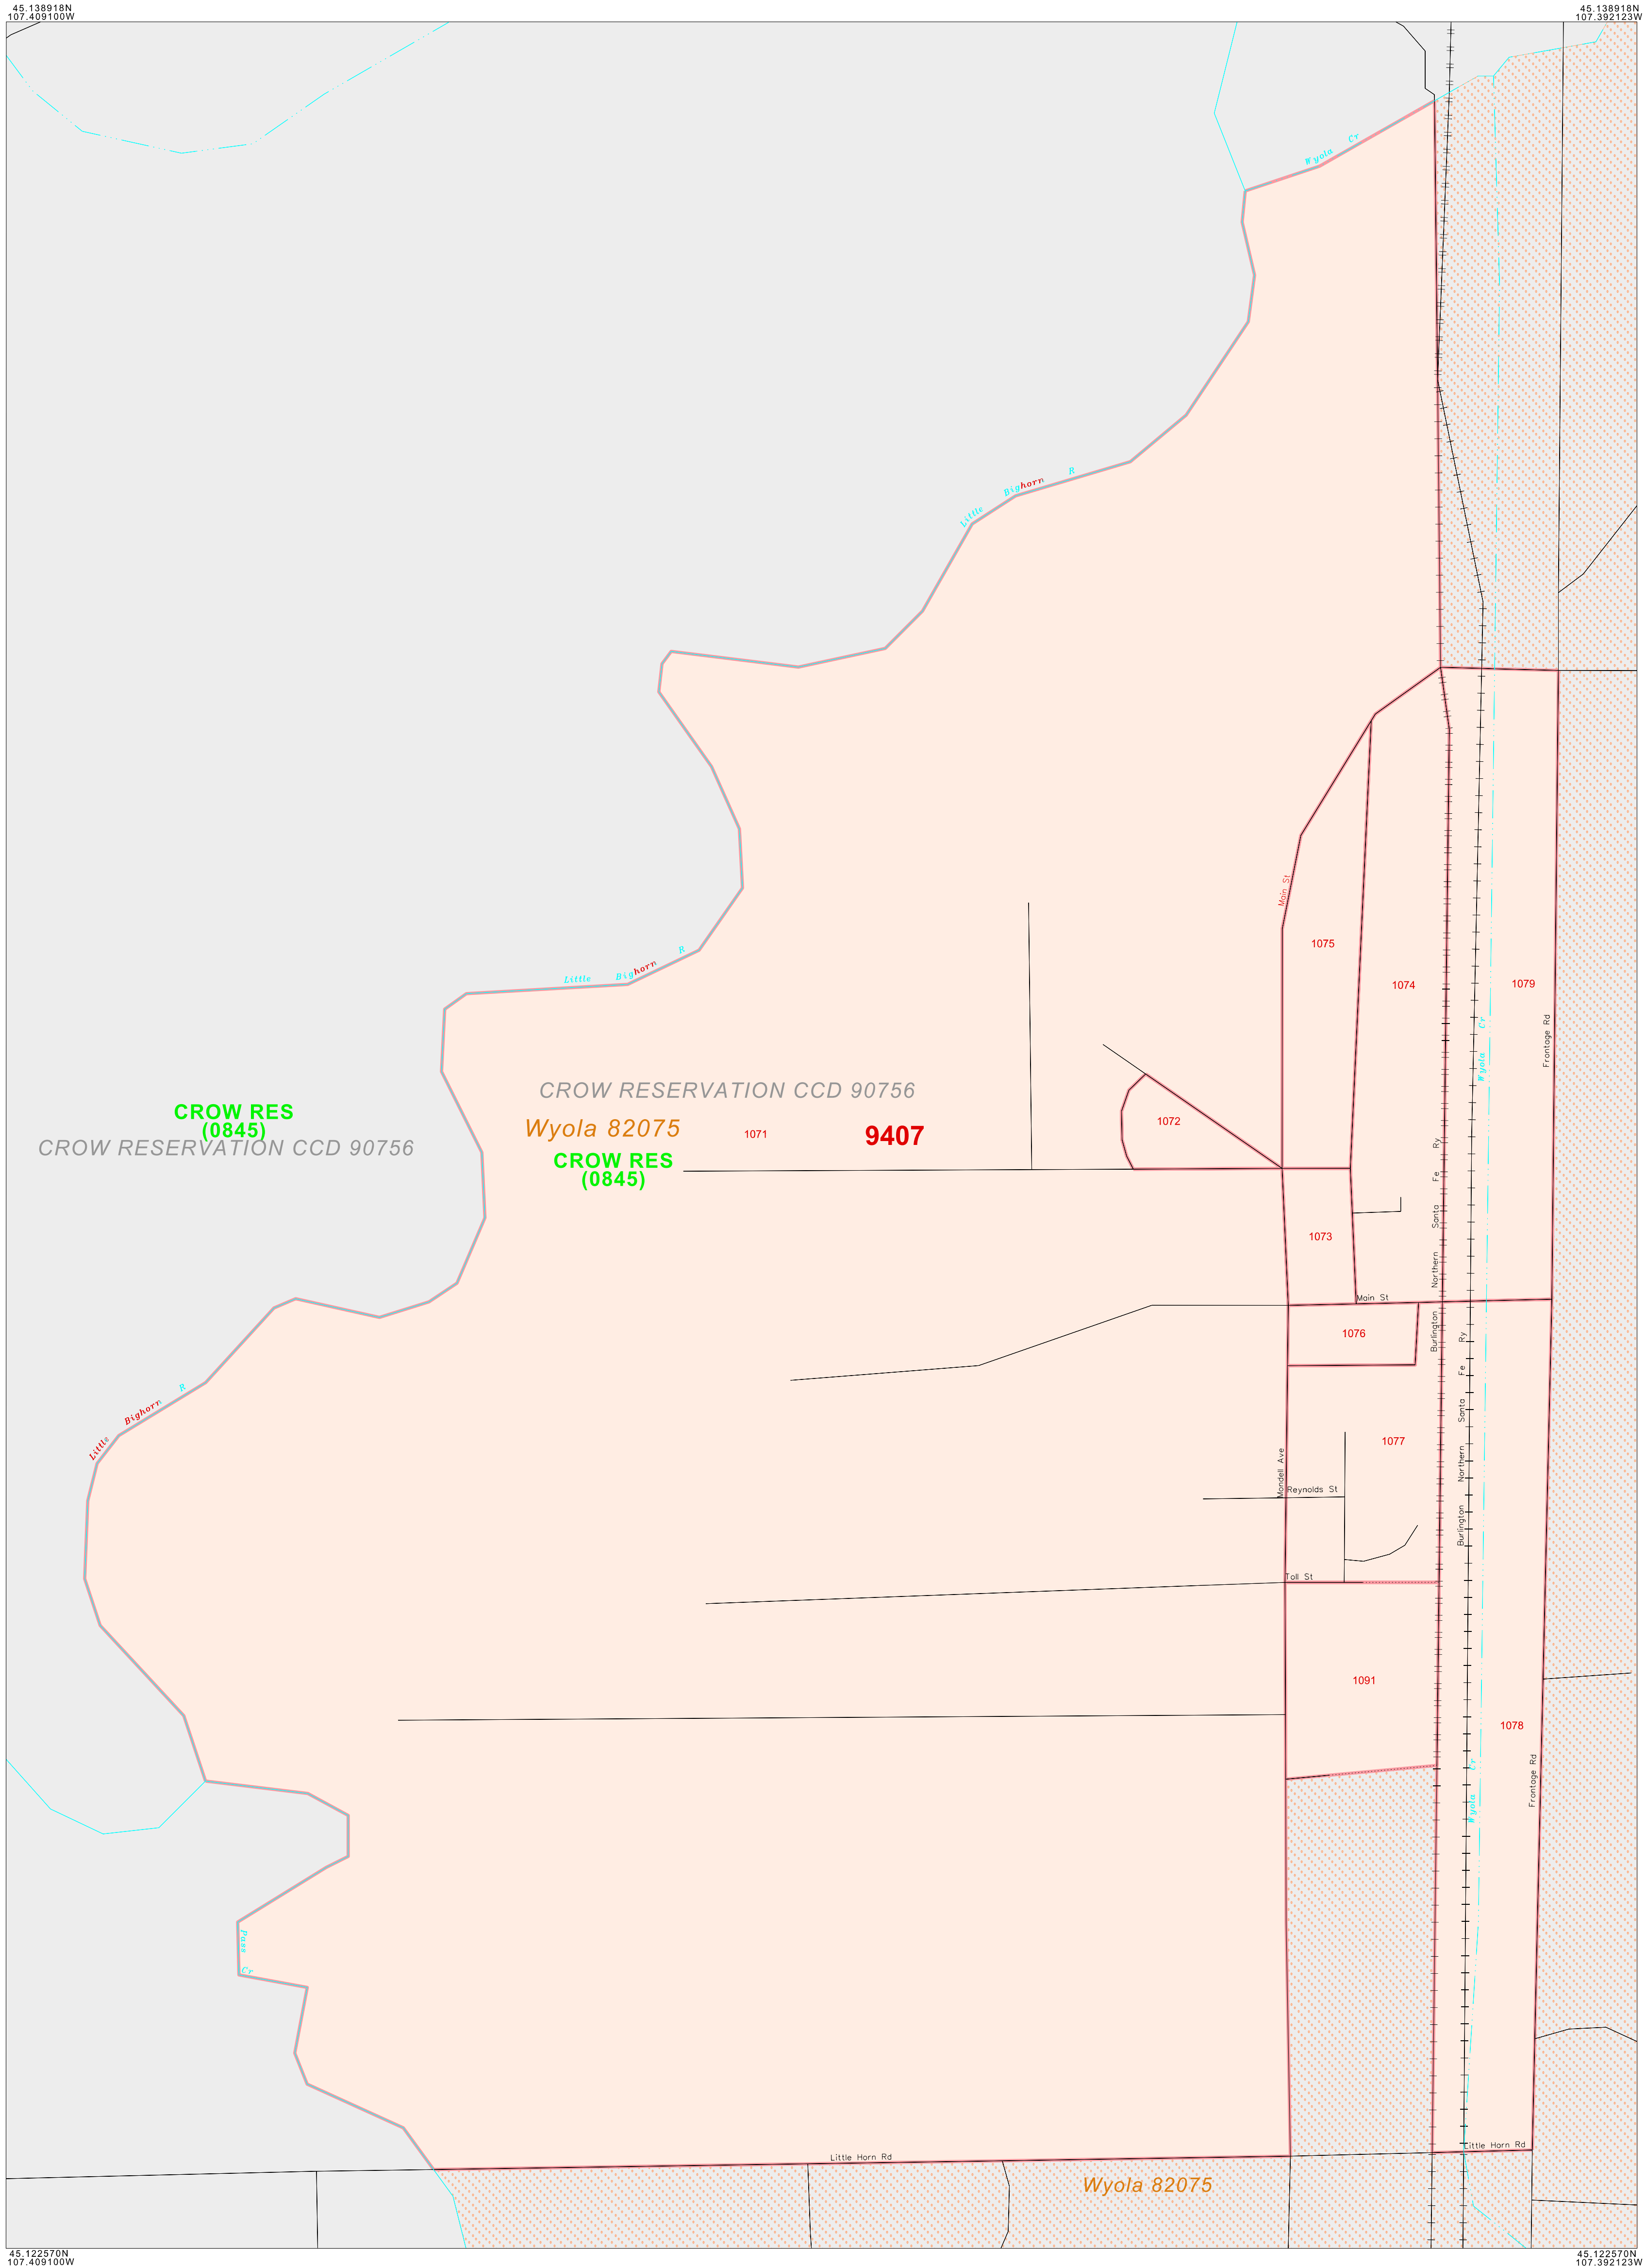 45.138918N
107.409100W
45.138918N
107.392123W
Wyola Cr
Little Bighorn R
Main St
1075
1074
1079
Frontage Rd
Wyola Cr
Little Bighorn R
CROW RESERVATION CCD 90756
Wyola 82075
1071
9407
1072
CROW RES
(0845)
CROW RESERVATION CCD 90756
CROW RES
(0845)
Burlington Northern Santa Fe Ry
1073
Main St
1076
Little Bighorn R
1077
Mondell Ave
Reynolds St
Burlington Northern Santa Fe Ry
Toll St
1091
1078
Frontage Rd
Wyola Cr
Pass Cr
Little Horn Rd
Little Horn Rd
Wyola 82075
45.122570N
107.409100W
45.122570N
107.392123W